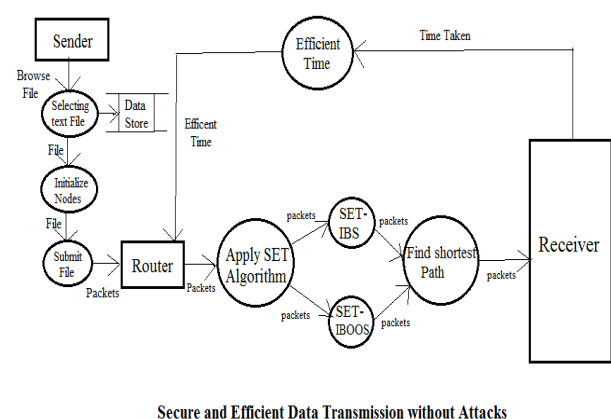 Sender
Efficient
Time
Time Taken
Browse
File
Selecting
text File
Data
Store
Efficent
Time
File
Initialize
Nodes
File
Submit
File
Packets
Router
Packets
Apply SET
Algorithm
packets
SET-
IBS
packets
packets
SET-
IBOOS
packets
Find shortest
Path
packets
Receiver
Secure and Efficient Data Transmission without Attacks